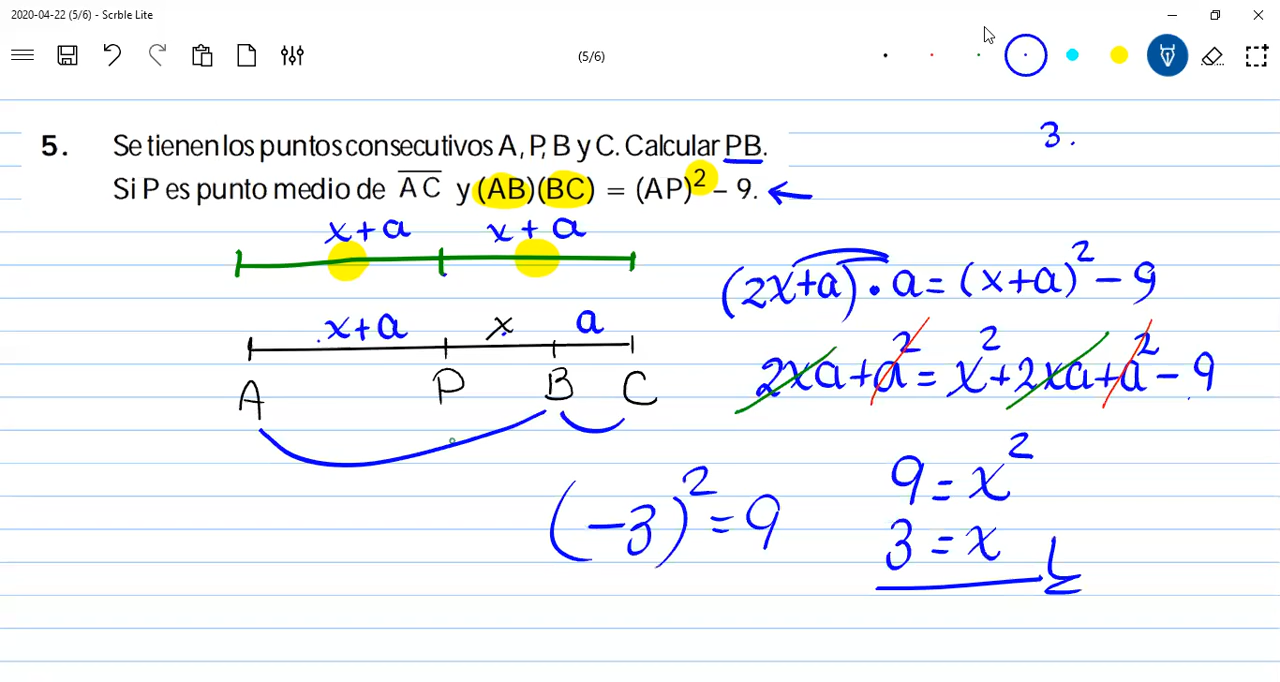 2020-04-22 (5/6) - Scrble Lite
(5/6)
3.
5. Se tienen los puntos consecutivos A, P, B y C. Calcular PB.
Si P es punto medio de AC y (AB)(BC) = (AP)² – 9.
x+a x+a
(2x+a)·a=(x+a)²-9
x+a x a
2xa+a²=x²+2xa+a²-9
A P B C
9=x²
(-3)²=9
3=x